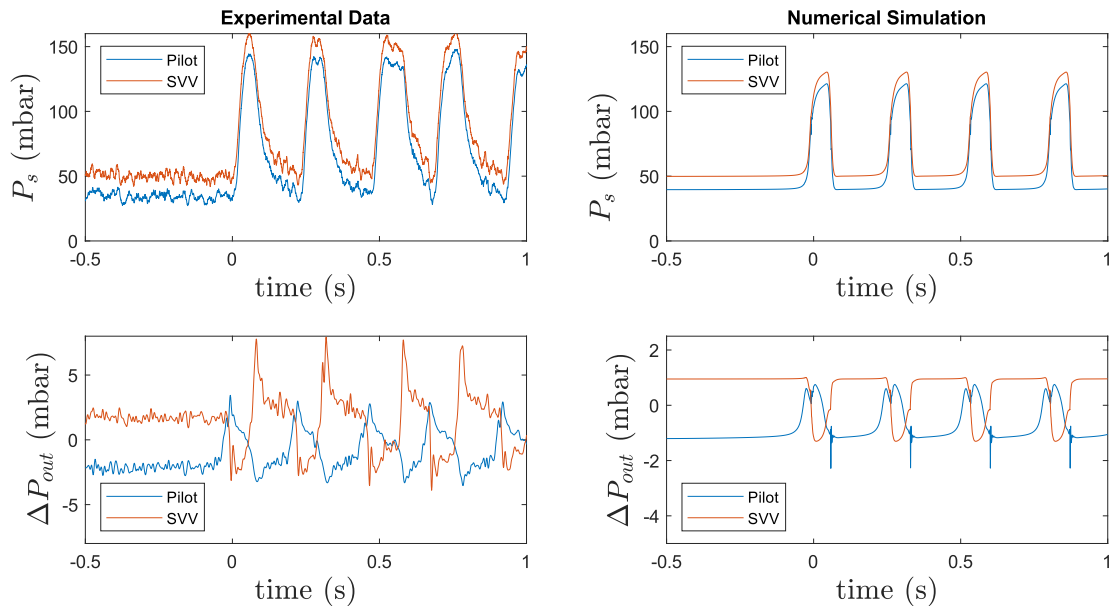 Experimental Data
150
100
50
0
P_s (mbar)
Pilot
SVV
-0.5 0 0.5 1
time (s)
Numerical Simulation
150
100
50
0
P_s (mbar)
Pilot
SVV
-0.5 0 0.5 1
time (s)
5
0
-5
ΔP_out (mbar)
Pilot
SVV
-0.5 0 0.5 1
time (s)
2
0
-2
-4
ΔP_out (mbar)
Pilot
SVV
-0.5 0 0.5 1
time (s)